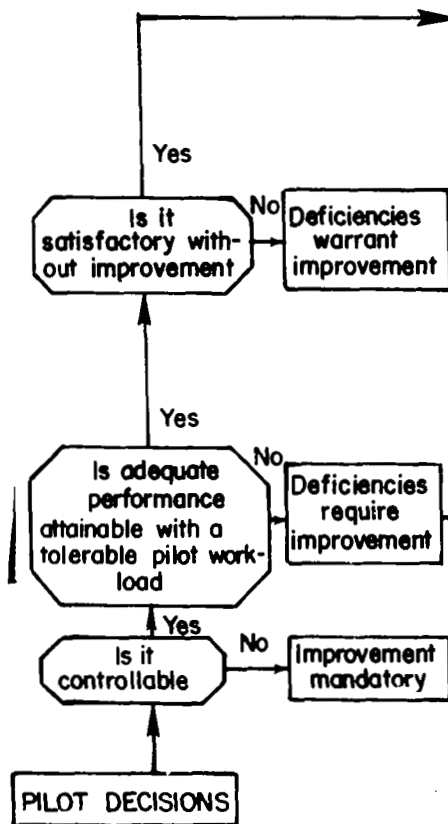 Yes
Is it
satisfactory with-
out improvement
No
Deficiencies
warrant
improvement
Yes
Is adequate
performance
attainable with a
tolerable pilot work-
load
No
Deficiencies
require
improvement
Yes
Is it
controllable
No
Improvement
mandatory
PILOT DECISIONS